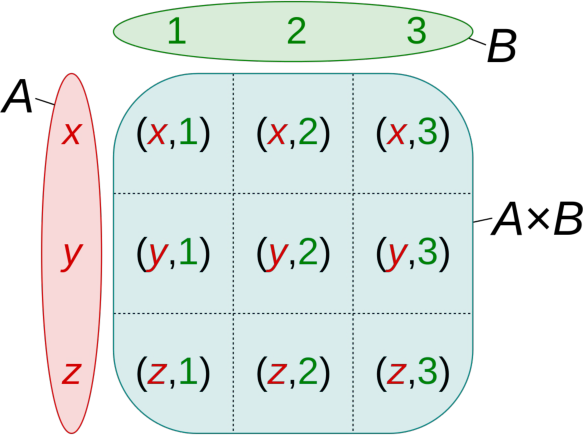 1 2 3
B
A
x (x,1) (x,2) (x,3)
y (y,1) (y,2) (y,3)
A×B
z (z,1) (z,2) (z,3)